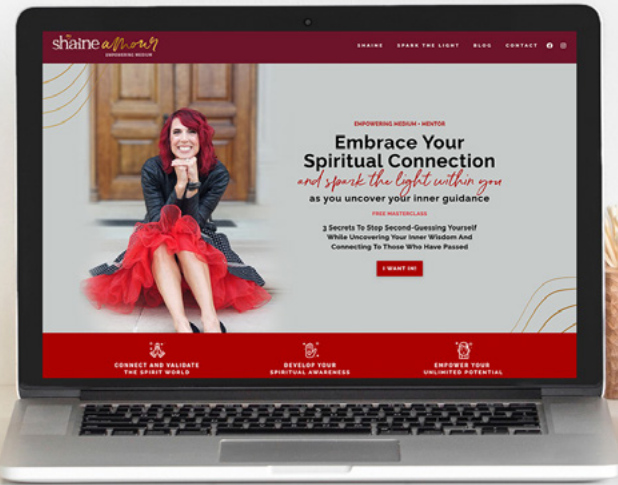 shaine amour
EMPOWERING MEDIUM
SHAINE SPARK THE LIGHT BLOG CONTACT
EMPOWERING MEDIUM - MENTOR
Embrace Your
Spiritual Connection
and spark the light within you
as you uncover your inner guidance
FREE MASTERCLASS
3 Secrets To Stop Second-Guessing Yourself
While Uncovering Your Inner Wisdom And
Connecting To Those Who Have Passed
I WANT IN!
CONNECT AND VALIDATE
THE SPIRIT WORLD
DEVELOP YOUR
SPIRITUAL AWARENESS
EMPOWER YOUR
UNLIMITED POTENTIAL